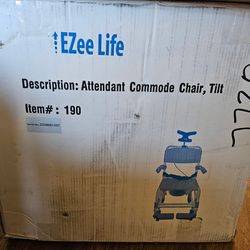 EZee Life
Description: Attendant Commode Chair, Tilt
Item#: 190